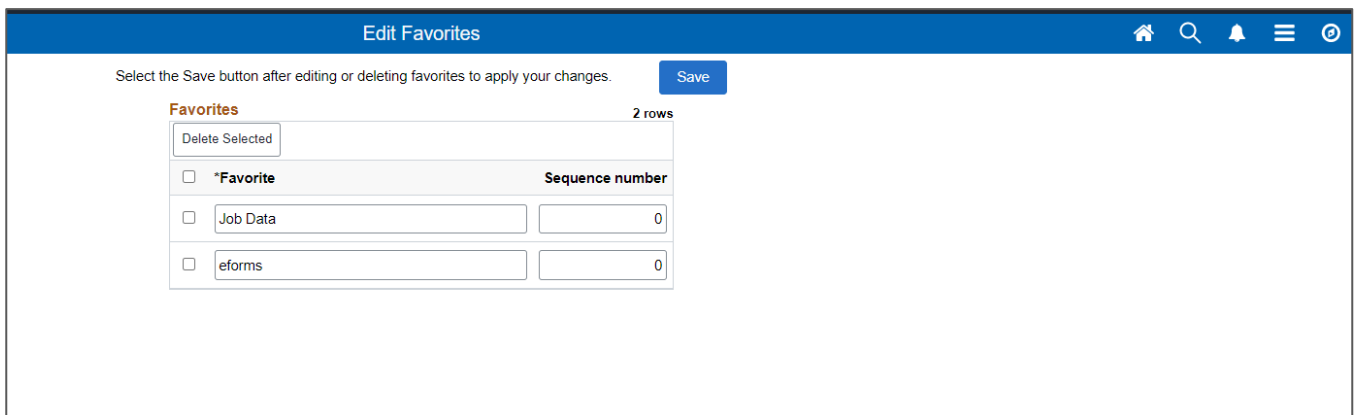 Edit Favorites
Select the Save button after editing or deleting favorites to apply your changes. Save
Favorites 2 rows
Delete Selected
*Favorite Sequence number
Job Data 0
eforms 0